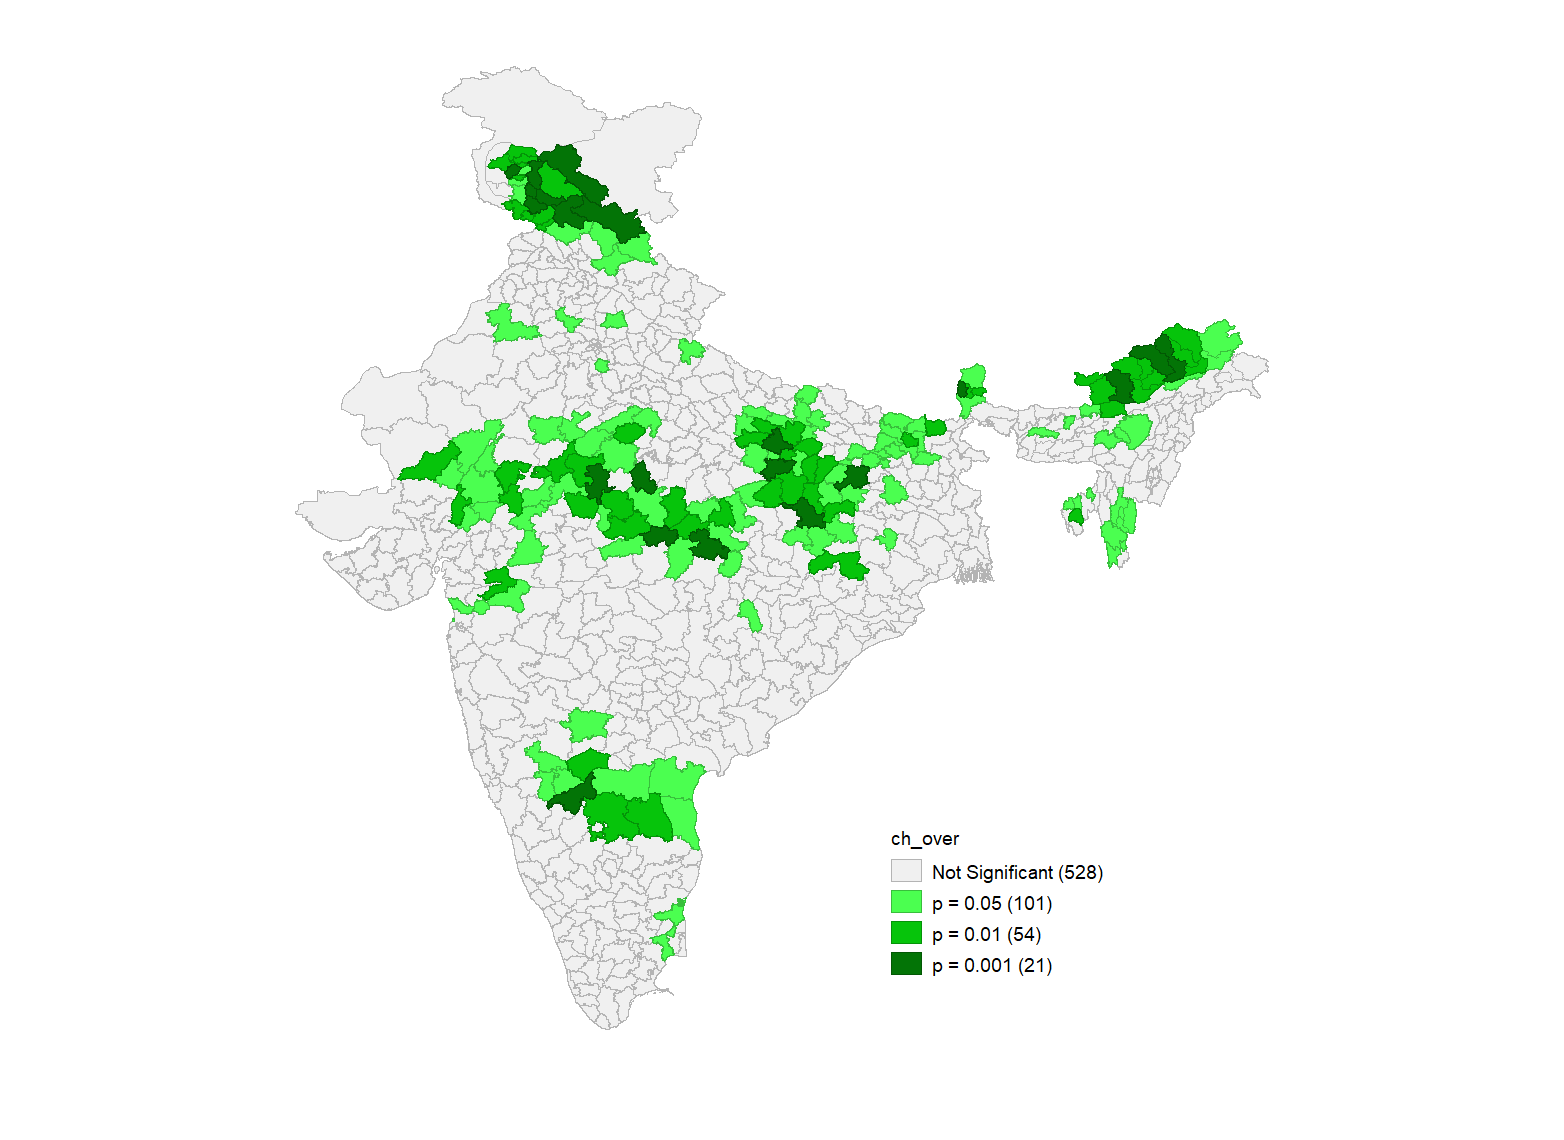 ch_over
Not Significant (528)
p = 0.05 (101)
p = 0.01 (54)
p = 0.001 (21)